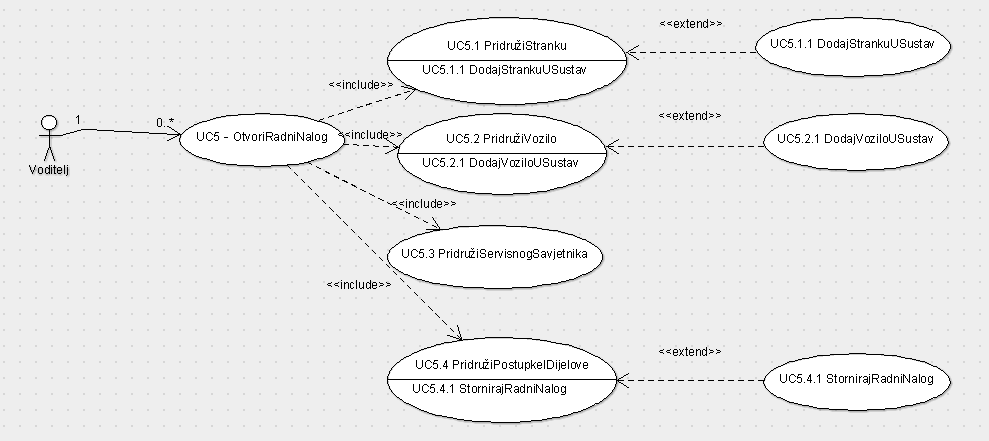 <<extend>>
UC5.1 PridružiStranku
UC5.1.1 DodajStrankuUSustav
UC5.1.1 DodajStrankuUSustav
<<include>>
1
0..*
Voditelj
UC5 - OtvoriRadniNalog
<<include>>
<<extend>>
UC5.2 PridružiVozilo
UC5.2.1 DodajVoziloUSustav
UC5.2.1 DodajVoziloUSustav
<<include>>
UC5.3 PridružiServisnogSavjetnika
<<include>>
<<extend>>
UC5.4 PridružiPostupkeIDijelove
UC5.4.1 StornirajRadniNalog
UC5.4.1 StornirajRadniNalog